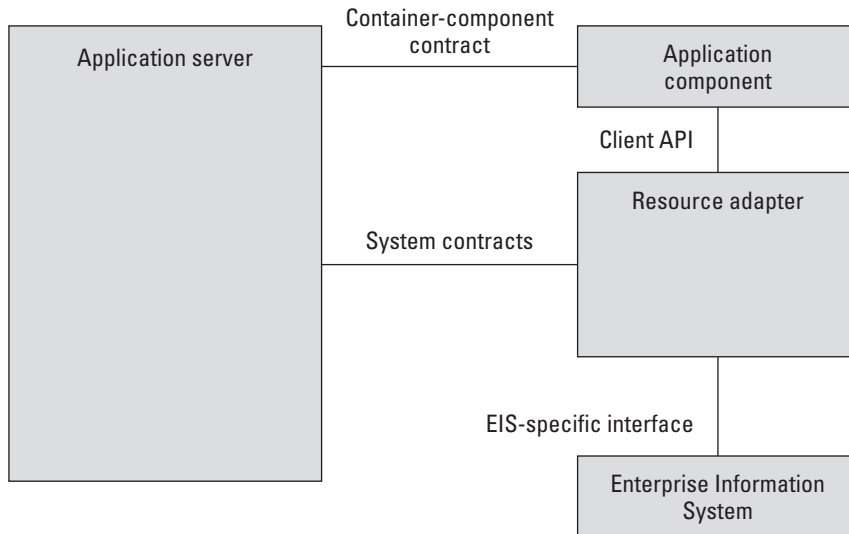 Container-component
contract
Application server
Application
component
Client API
Resource adapter
System contracts
EIS-specific interface
Enterprise Information
System